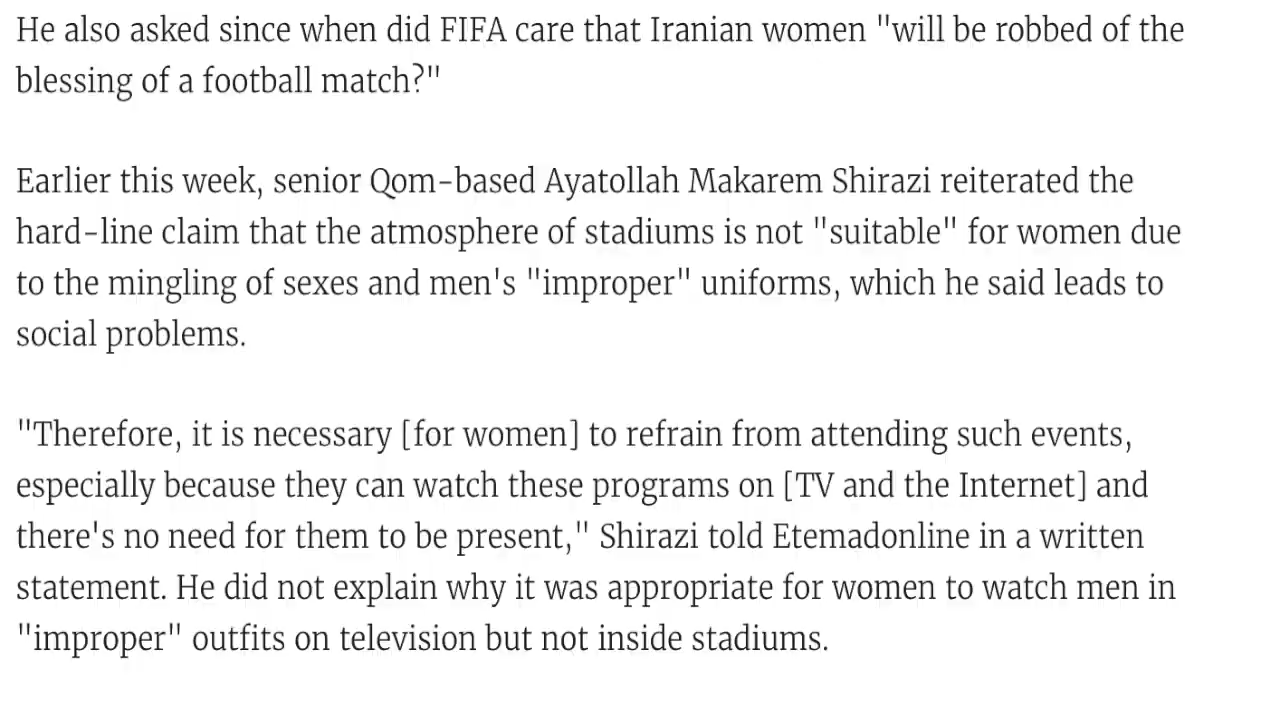 He also asked since when did FIFA care that Iranian women "will be robbed of the
blessing of a football match?"
Earlier this week, senior Qom-based Ayatollah Makarem Shirazi reiterated the
hard-line claim that the atmosphere of stadiums is not "suitable" for women due
to the mingling of sexes and men's "improper" uniforms, which he said leads to
social problems.
"Therefore, it is necessary [for women] to refrain from attending such events,
especially because they can watch these programs on [TV and the Internet] and
there's no need for them to be present," Shirazi told Etemadonline in a written
statement. He did not explain why it was appropriate for women to watch men in
"improper" outfits on television but not inside stadiums.